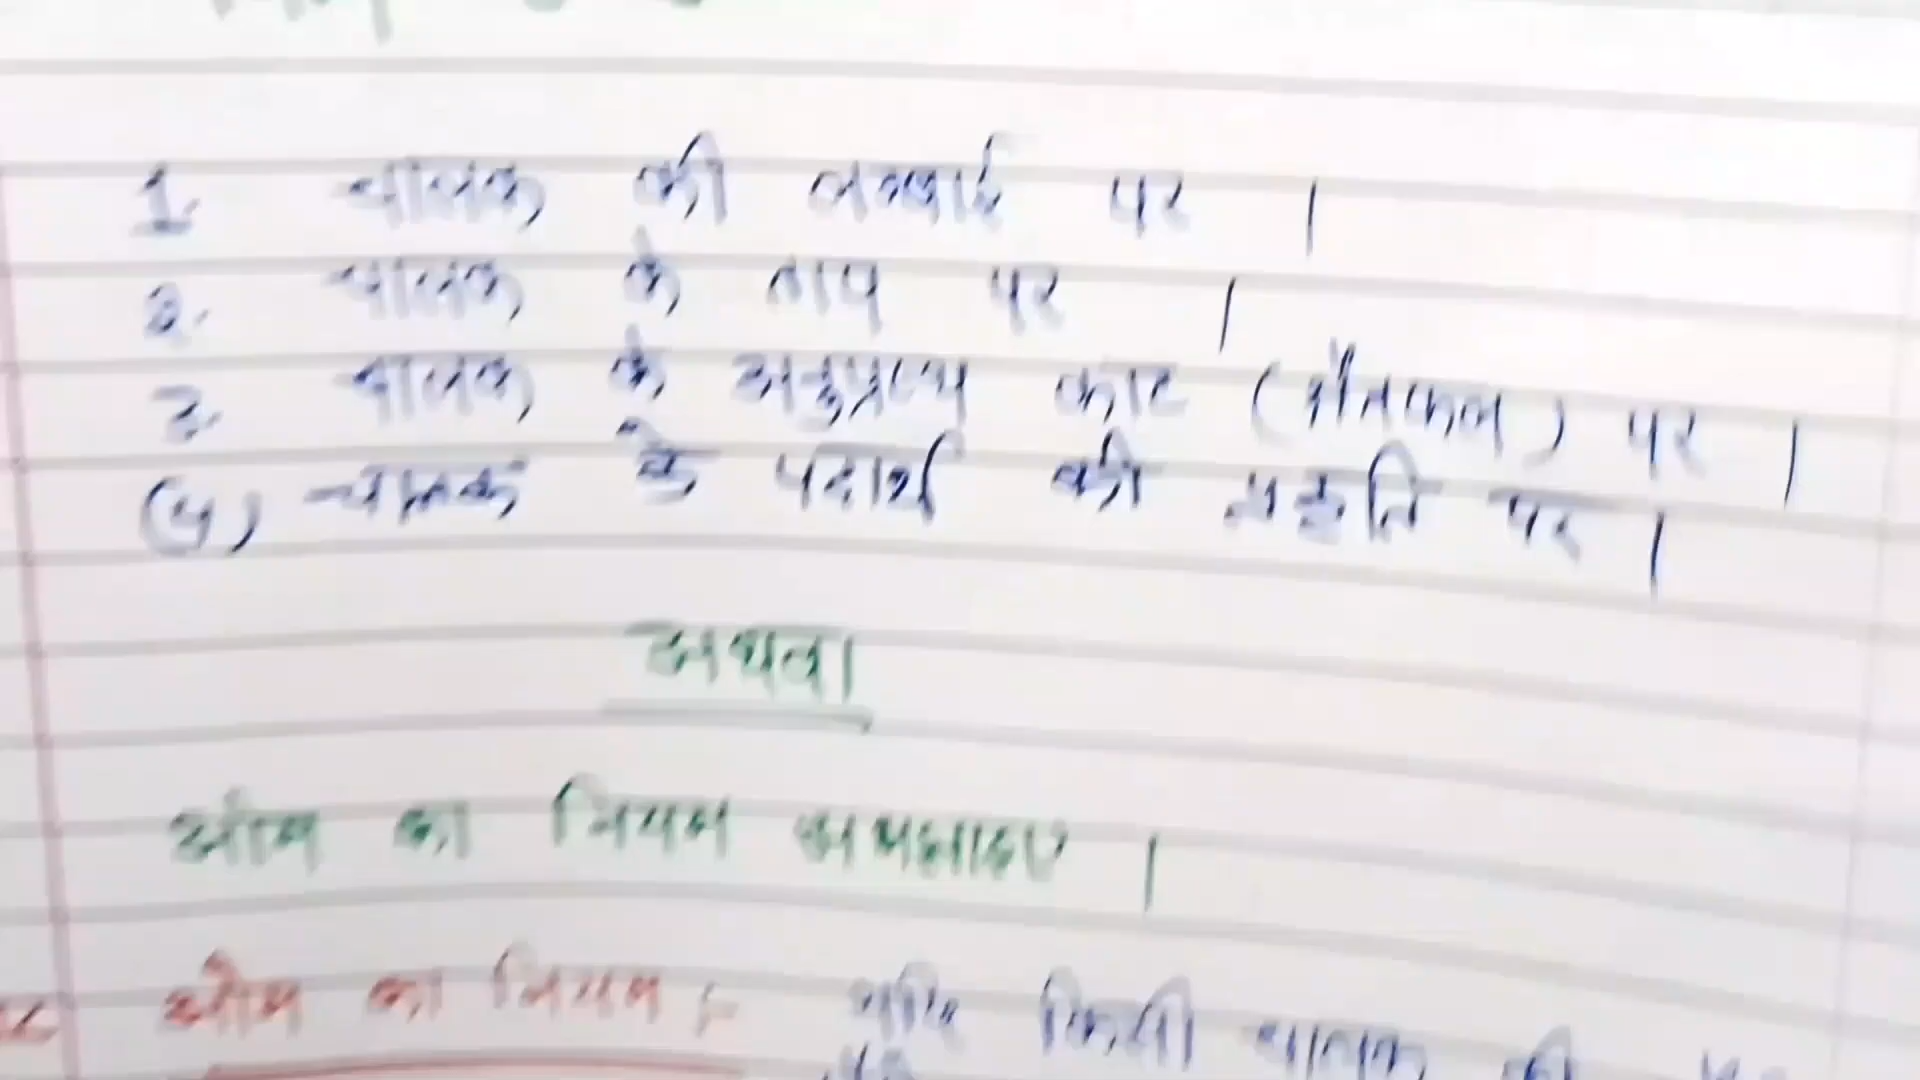 1. चालक की लम्बाई पर ।
2. चालक के ताप पर ।
3. चालक के अनुप्रस्थ काट (क्षेत्रफल) पर ।
(4) चालक के पदार्थ की प्रकृति पर ।
अथवा
ओम का नियम समझाइए ।
ओम का नियम :- यदि किसी चालक की